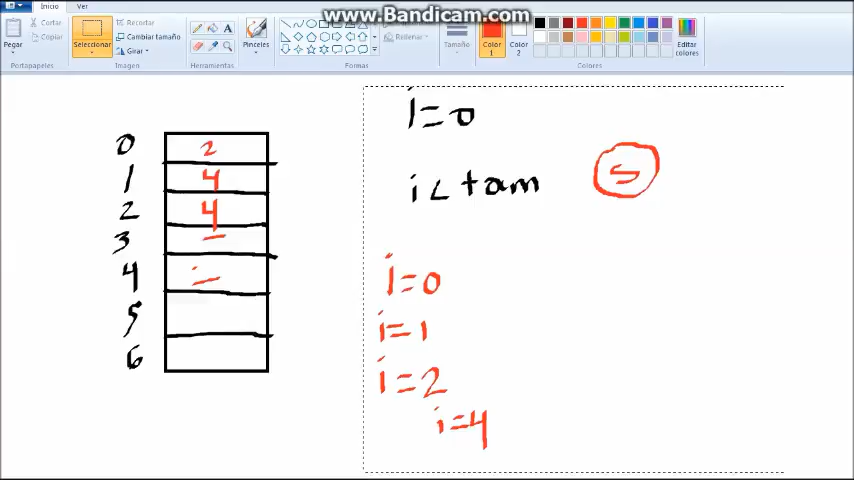 www.Bandicam.com
Inicio Ver
Pegar
Cortar
Copiar
Portapapeles
Seleccionar
Recortar
Cambiar tamaño
Girar
Imagen
Herramientas
Pinceles
Rellenar
Formas
Tamaño
Color 1
Color 2
Colores
Editar colores
i=0
i< tam
5
0 2
1 4
2 4
3 –
4
5
6
i=0
i=1
i=2
i=4